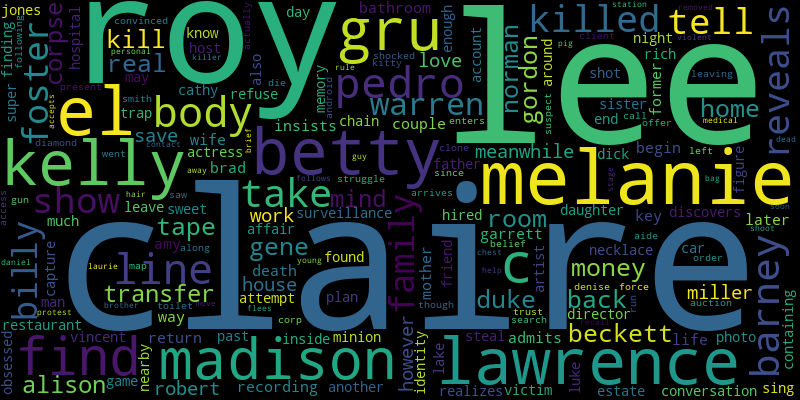 roy
lee
claire
melanie
madison
lawrence
kelly
betty
gru
el
find
body
pedro
warren
take
show
tell
killed
kill
real
foster
corpse
family
line
tape
transfer
gene
mind
room
c
duke
back
money
beckett
barney
reveals
billy
alison
norman
gordon
home
miller
jones
finding
super
following
convinced
personal
hospital
day
bathroom
know
host
killer
actually
station
client
removed
violent
pig
leaving
kitty
shocked
rule
enough
account
night
rich
around
shot
suspect
former
sister
end
call
offer
medical
dead
love
also
may
memory
refuse
cathy
smith
trap
present
accepts
save
wife
insists
chain
couple
enters
actress
brad
android
die
diamond
brief
contact
went
leave
sweet
saw
hair
gun
access
much
amy
work
surveillance
affair
guy
clone
father
since
struggle
away
meanwhile
dick
begin
left
figure
bag
discovers
later
daughter
hired
key
garrett
belief
artist
necklace
aide
car
order
shoot
soon
stage
run
director
denise
force
trust
search
auction
life
photo
containing
admits
steal
luke
lake
though
friend
mother
chest
help
arrives
however
identity
realizes
victim
estate
conversation
sing
obsessed
restaurant
daniel
protest
laurie
map
along
man
capture
brother
toilet
move
way
vincent
nearby
game
return
robert
recording
past
another
inside
minion
nearby
plan
corp
flees
young
found
follows
death
house
attempt